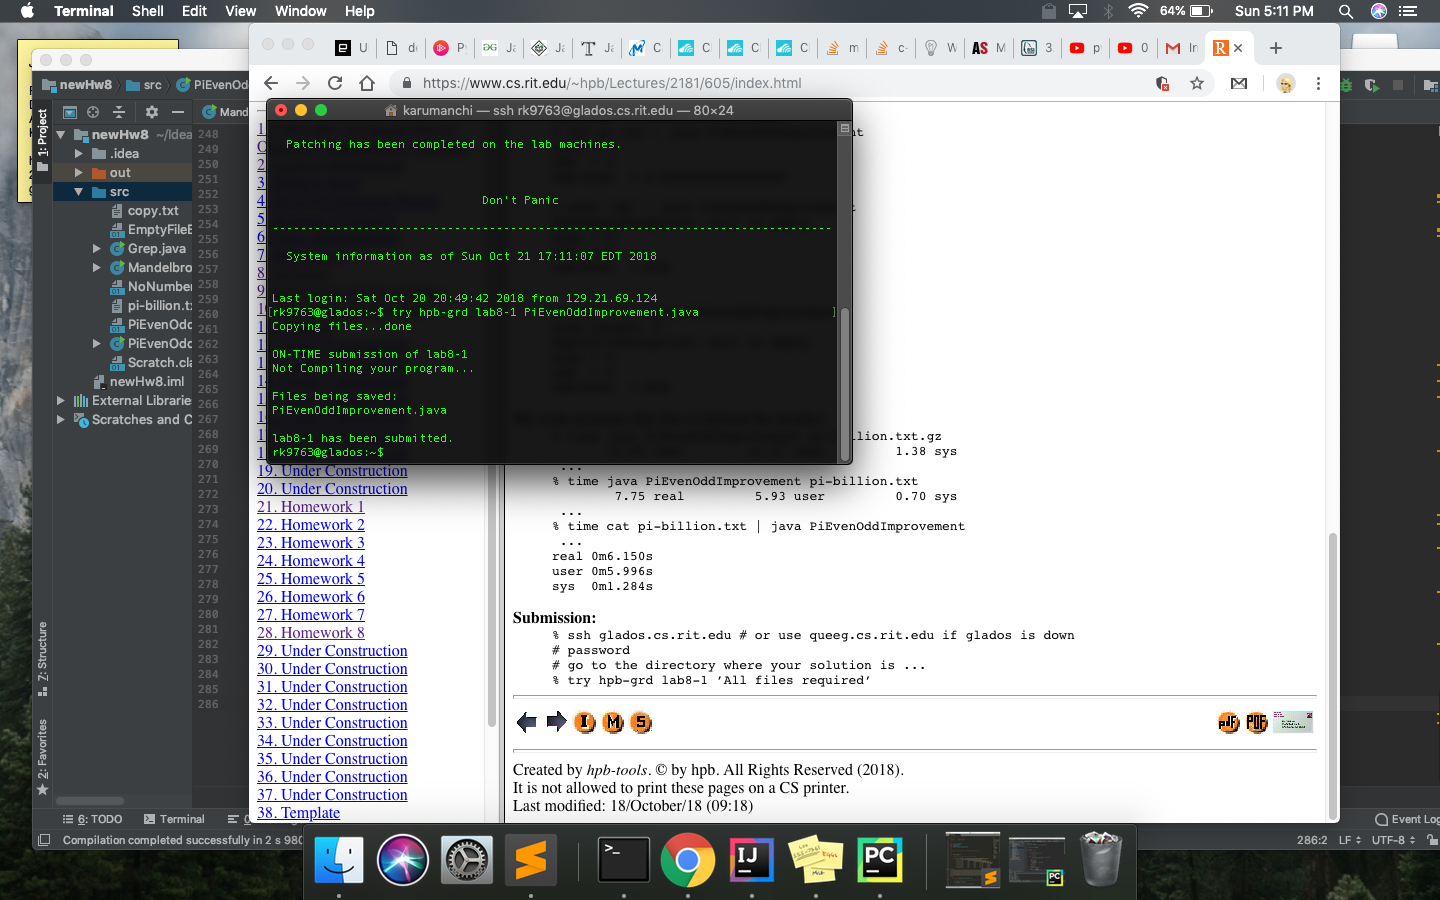 Terminal Shell Edit View Window Help 64% Sun 5:11 PM
https://www.cs.rit.edu/~hpb/Lectures/2181/605/index.html
karumanchi — ssh rk9763@glados.cs.rit.edu — 80×24
Patching has been completed on the lab machines.
Don't Panic
System information as of Sun Oct 21 17:11:07 EDT 2018
Last login: Sat Oct 20 20:49:42 2018 from 129.21.69.124
[rk9763@glados:~$ try hpb-grd lab8-1 PiEvenOddImprovement.java ]
Copying files...done
ON-TIME submission of lab8-1
Not Compiling your program...
Files being saved:
PiEvenOddImprovement.java
lab8-1 has been submitted.
rk9763@glados:~$
newHw8 src PiEvenO
Mand
1: Project
newHw8 ~/Idea
.idea
out
src
copy.txt
EmptyFileE
Grep.java
Mandelbro
NoNumber
pi-billion.t
PiEvenOdd
PiEvenOdd
Scratch.cla
newHw8.iml
External Libraries
Scratches and C
7: Structure
2: Favorites
248
249
250
251
252
253
254
255
256
257
258
259
260
261
262
263
264
265
266
267
268
269
270
271
272
273
274
275
276
277
278
279
280
281
282
283
284
285
286
19. Under Construction
20. Under Construction
21. Homework 1
22. Homework 2
23. Homework 3
24. Homework 4
25. Homework 5
26. Homework 6
27. Homework 7
28. Homework 8
29. Under Construction
30. Under Construction
31. Under Construction
32. Under Construction
33. Under Construction
34. Under Construction
35. Under Construction
36. Under Construction
37. Under Construction
38. Template
llion.txt.gz
1.38 sys
...
% time java PiEvenOddImprovement pi-billion.txt
7.75 real 5.93 user 0.70 sys
...
% time cat pi-billion.txt | java PiEvenOddImprovement
...
real 0m6.150s
user 0m5.996s
sys 0m1.284s
Submission:
% ssh glados.cs.rit.edu # or use queeg.cs.rit.edu if glados is down
# password
# go to the directory where your solution is ...
% try hpb-grd lab8-1 ’All files required’
I M S
pdf PDF
Created by hpb-tools. © by hpb. All Rights Reserved (2018).
It is not allowed to print these pages on a CS printer.
Last modified: 18/October/18 (09:18)
6: TODO Terminal Event Log
Compilation completed successfully in 2 s 980 286:2 LF UTF-8